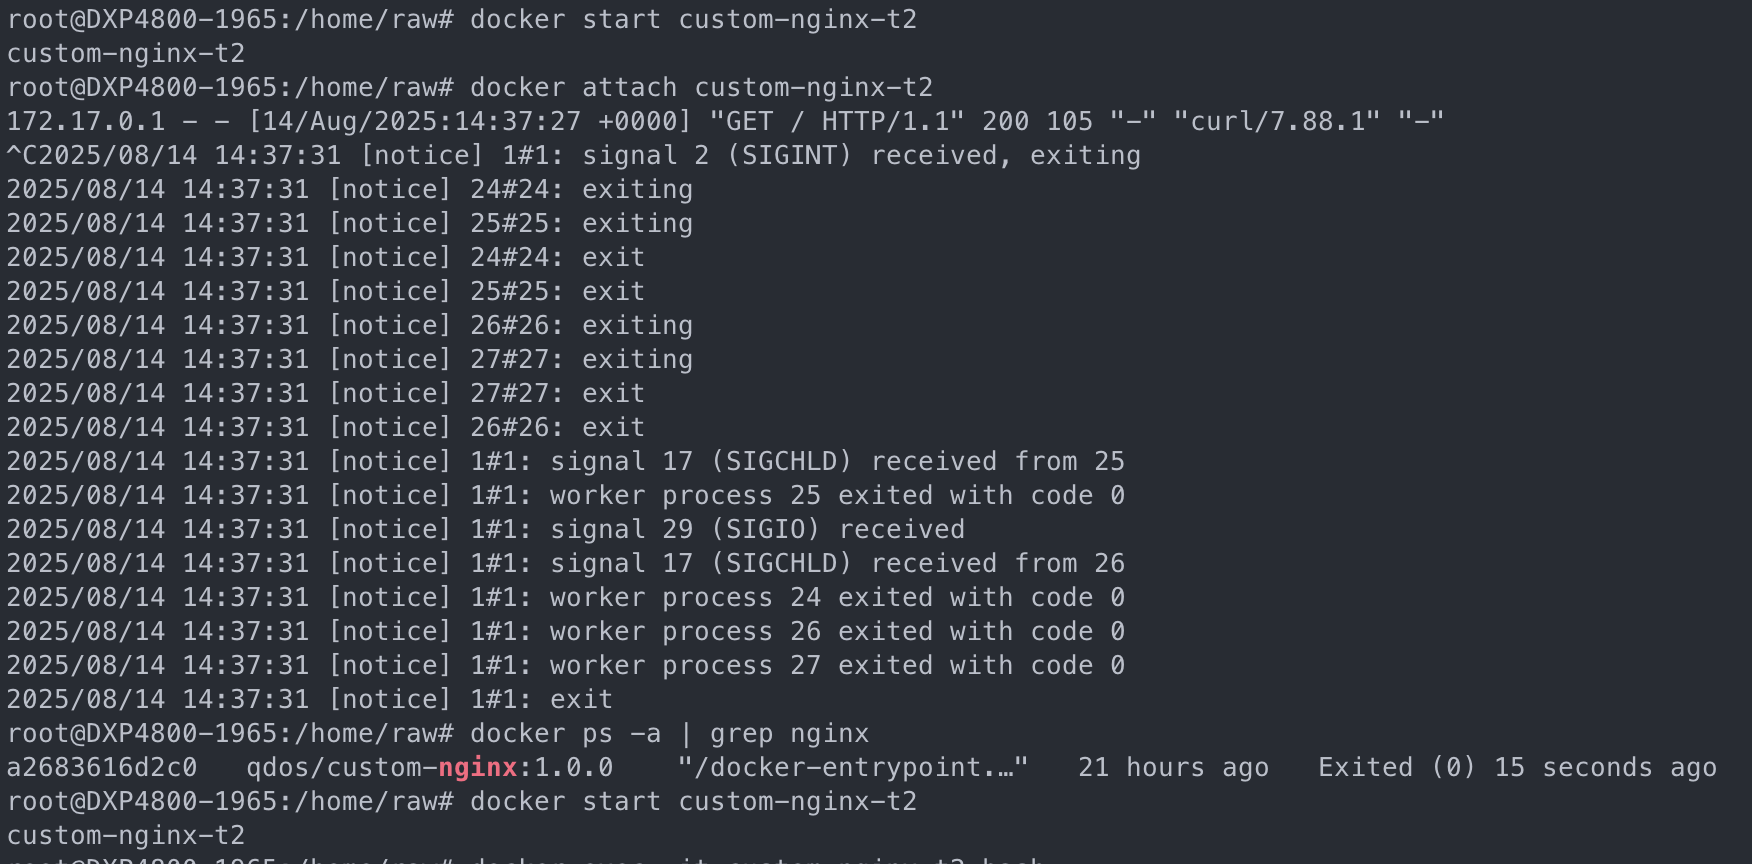 root@DXP4800-1965:/home/raw# docker start custom-nginx-t2
custom-nginx-t2
root@DXP4800-1965:/home/raw# docker attach custom-nginx-t2
172.17.0.1 - - [14/Aug/2025:14:37:27 +0000] "GET / HTTP/1.1" 200 105 "-" "curl/7.88.1" "-"
^C2025/08/14 14:37:31 [notice] 1#1: signal 2 (SIGINT) received, exiting
2025/08/14 14:37:31 [notice] 24#24: exiting
2025/08/14 14:37:31 [notice] 25#25: exiting
2025/08/14 14:37:31 [notice] 24#24: exit
2025/08/14 14:37:31 [notice] 25#25: exit
2025/08/14 14:37:31 [notice] 26#26: exiting
2025/08/14 14:37:31 [notice] 27#27: exiting
2025/08/14 14:37:31 [notice] 27#27: exit
2025/08/14 14:37:31 [notice] 26#26: exit
2025/08/14 14:37:31 [notice] 1#1: signal 17 (SIGCHLD) received from 25
2025/08/14 14:37:31 [notice] 1#1: worker process 25 exited with code 0
2025/08/14 14:37:31 [notice] 1#1: signal 29 (SIGIO) received
2025/08/14 14:37:31 [notice] 1#1: signal 17 (SIGCHLD) received from 26
2025/08/14 14:37:31 [notice] 1#1: worker process 24 exited with code 0
2025/08/14 14:37:31 [notice] 1#1: worker process 26 exited with code 0
2025/08/14 14:37:31 [notice] 1#1: worker process 27 exited with code 0
2025/08/14 14:37:31 [notice] 1#1: exit
root@DXP4800-1965:/home/raw# docker ps -a | grep nginx
a2683616d2c0   qdos/custom-nginx:1.0.0    "/docker-entrypoint.…"   21 hours ago   Exited (0) 15 seconds ago
root@DXP4800-1965:/home/raw# docker start custom-nginx-t2
custom-nginx-t2